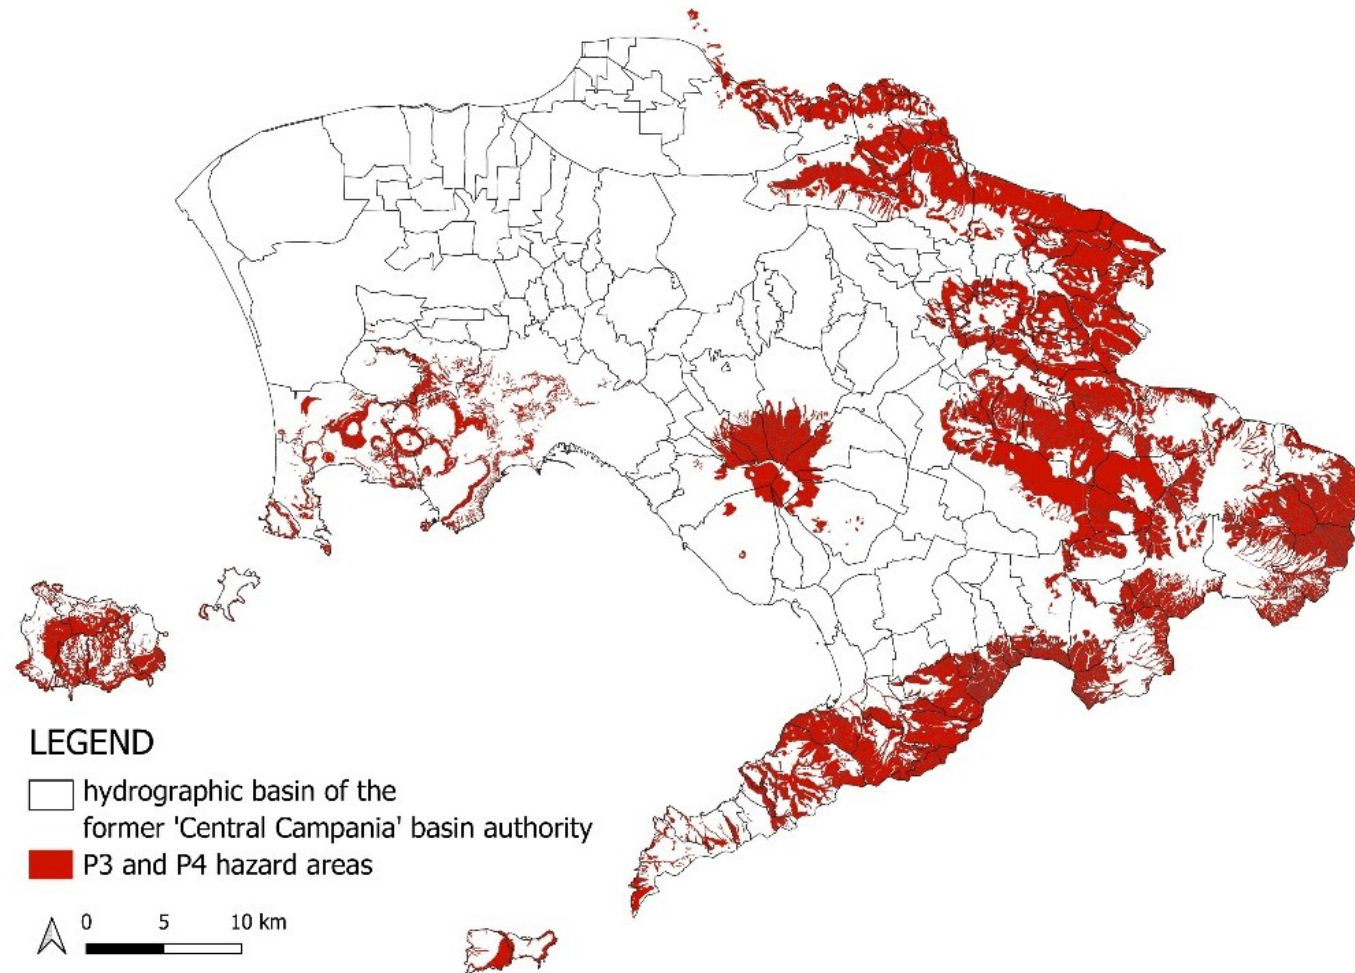 LEGEND
hydrographic basin of the
former 'Central Campania' basin authority
P3 and P4 hazard areas
0 5 10 km